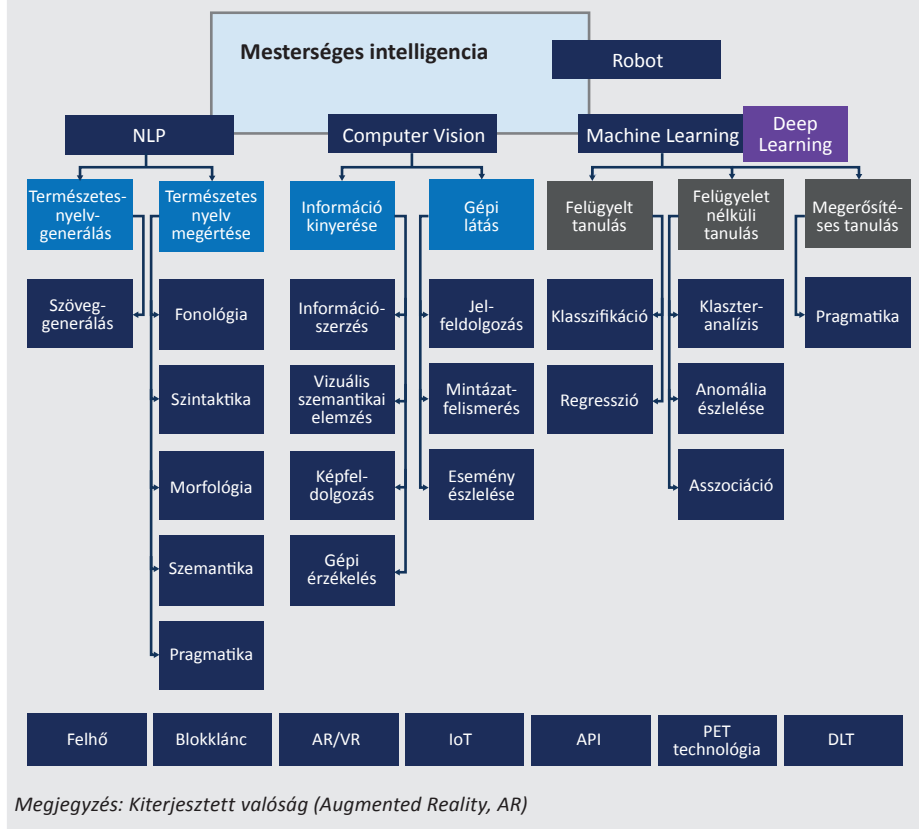 Mesterséges intelligencia
Robot
NLP
Computer Vision
Machine Learning
Deep
Learning
Természetes-
nyelv-
generálás
Természetes
nyelv
megértése
Információ
kinyerése
Gépi
látás
Felügyelt
tanulás
Felügyelet
nélküli
tanulás
Megerősíté-
ses tanulás
Szöveg-
generálás
Fonológia
Információ-
szerzés
Jel-
feldolgozás
Klasszifikáció
Klaszter-
analízis
Pragmatika
Szintaktika
Vizuális
szemantikai
elemzés
Mintázat-
felismerés
Regresszió
Anomália
észlelése
Morfológia
Képfel-
dolgozás
Esemény
észlelése
Asszociáció
Szemantika
Gépi
érzékelés
Pragmatika
Felhő
Blokklánc
AR/VR
IoT
API
PET
technológia
DLT
Megjegyzés: Kiterjesztett valóság (Augmented Reality, AR)